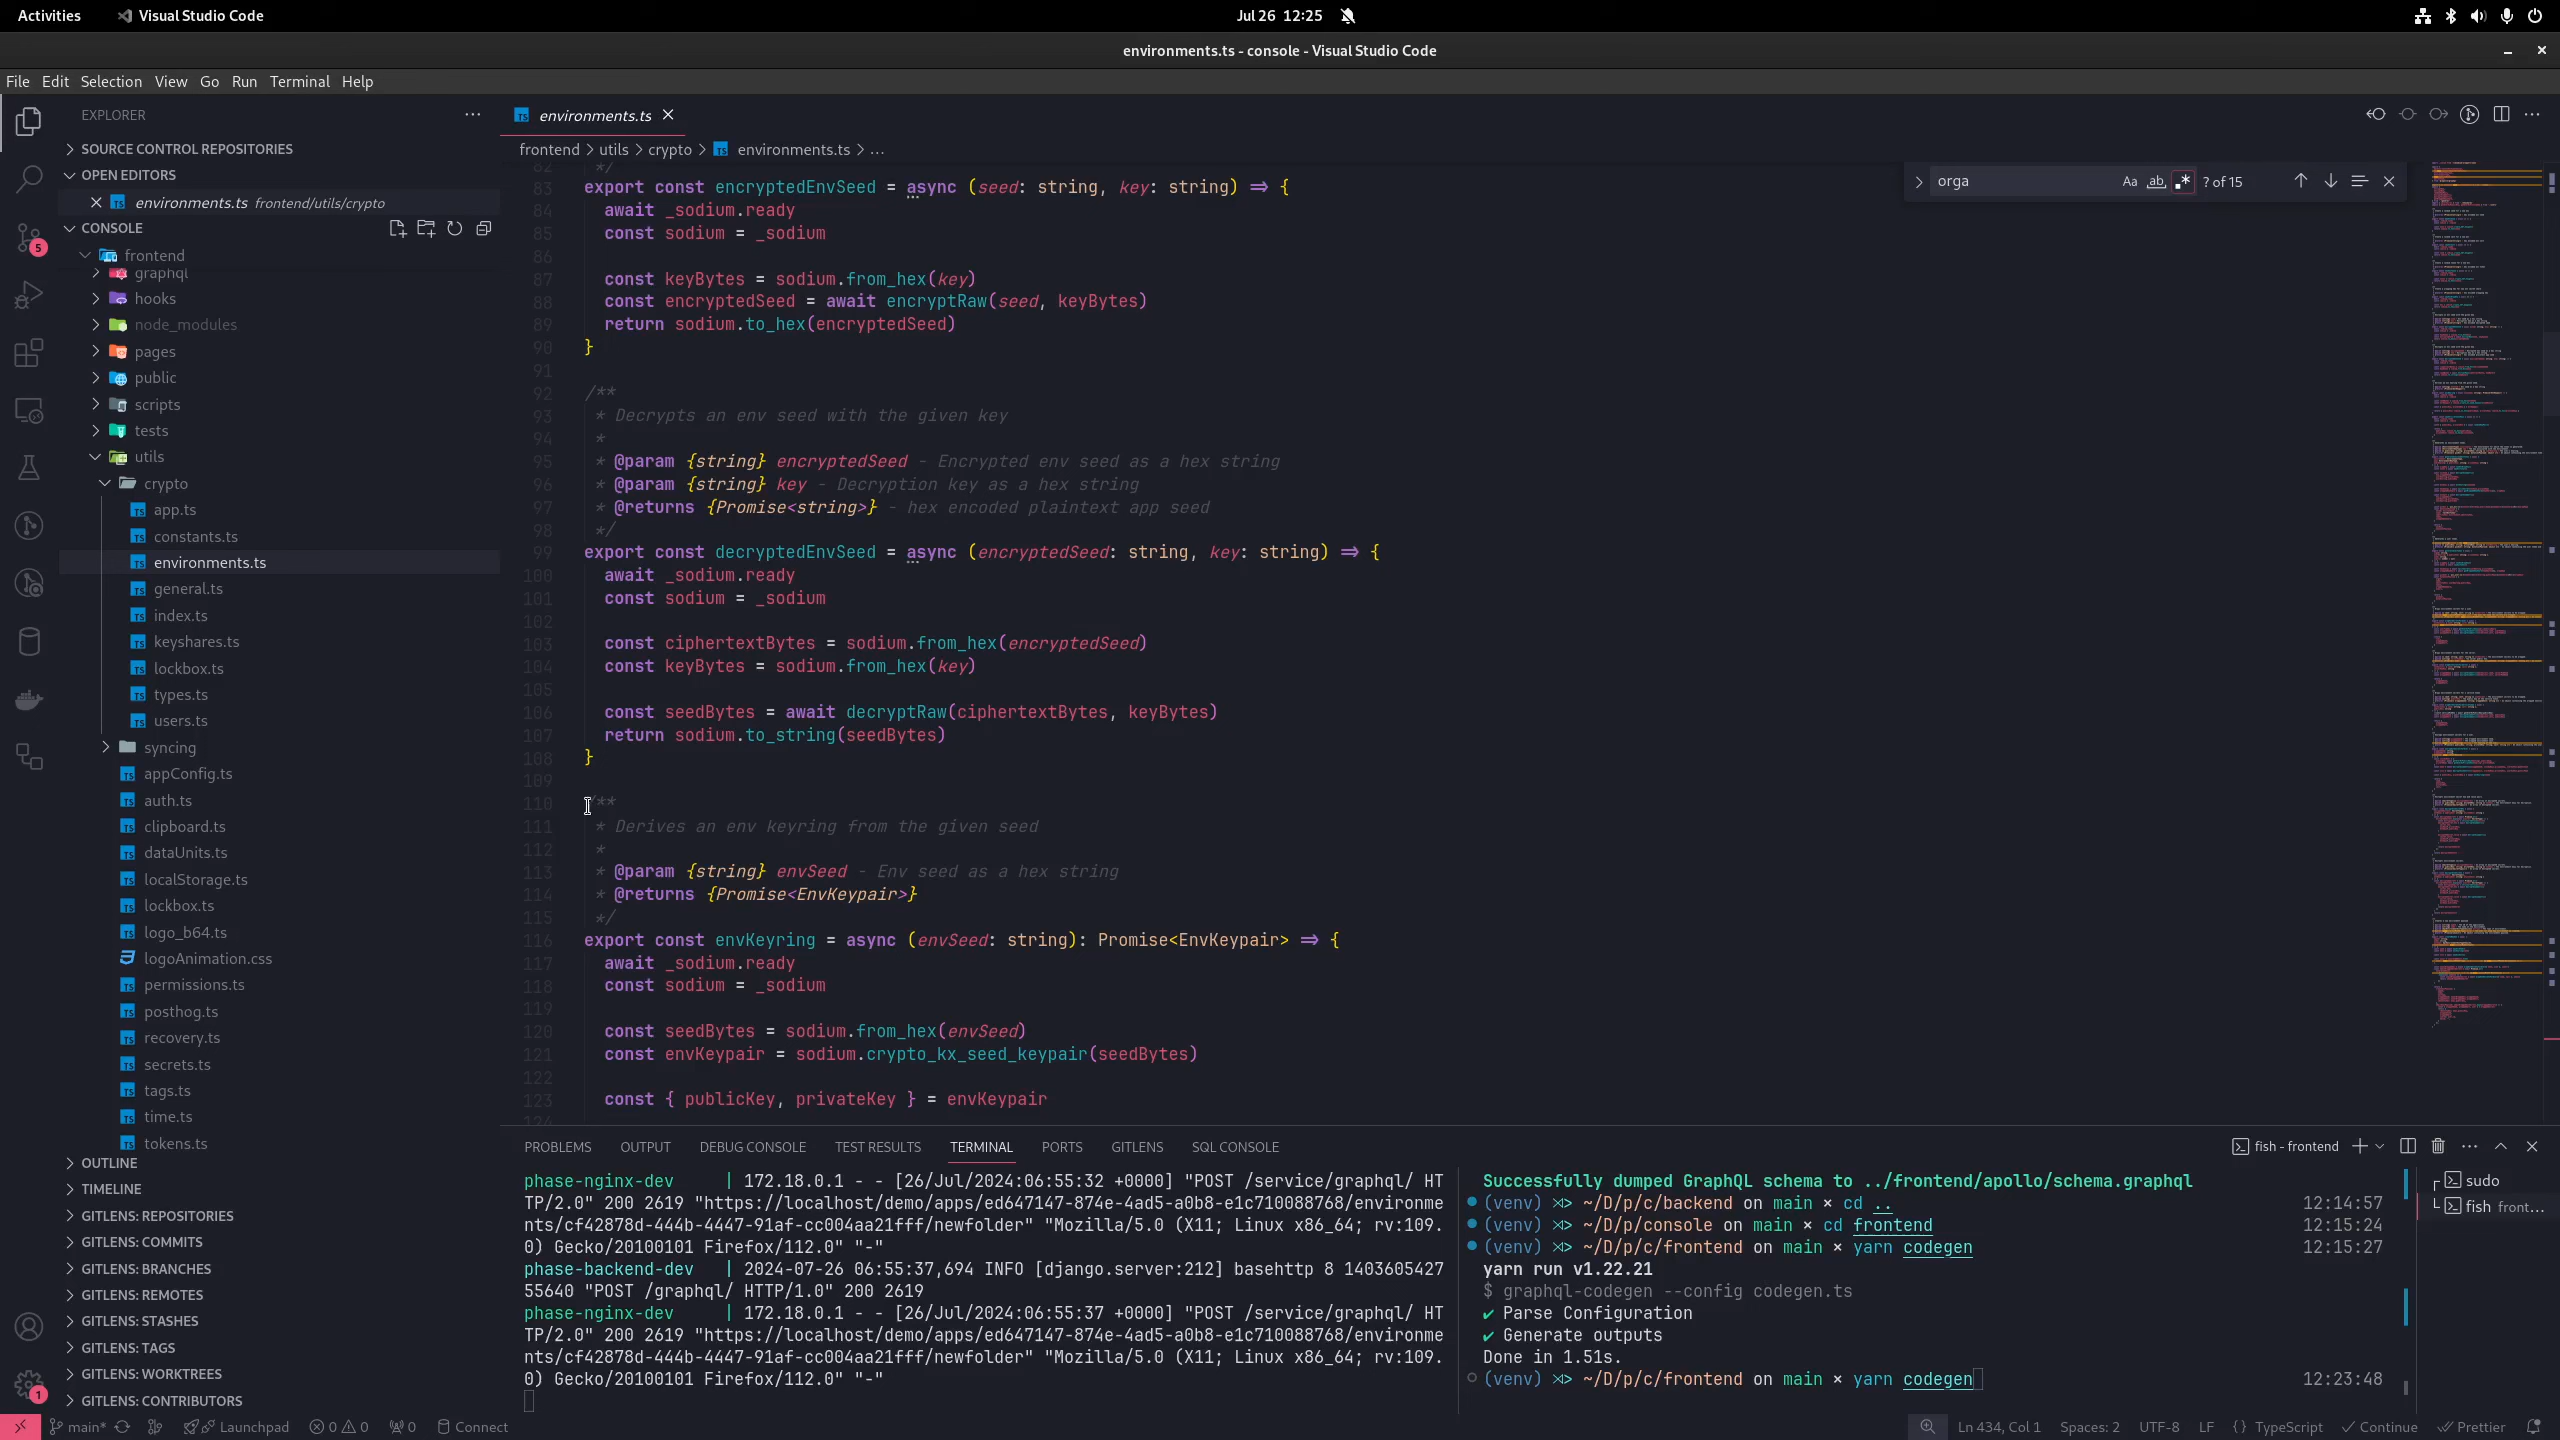 Activities
Visual Studio Code
Jul 26 12:25
environments.ts - console - Visual Studio Code
File Edit Selection View Go Run Terminal Help
EXPLORER
SOURCE CONTROL REPOSITORIES
OPEN EDITORS
environments.ts frontend/utils/crypto
CONSOLE
frontend
graphql
hooks
node_modules
pages
public
scripts
tests
utils
crypto
app.ts
constants.ts
environments.ts
general.ts
index.ts
keyshares.ts
lockbox.ts
types.ts
users.ts
syncing
appConfig.ts
auth.ts
clipboard.ts
dataUnits.ts
localStorage.ts
lockbox.ts
logo_b64.ts
logoAnimation.css
permissions.ts
posthog.ts
recovery.ts
secrets.ts
tags.ts
time.ts
tokens.ts
OUTLINE
TIMELINE
GITLENS: REPOSITORIES
GITLENS: COMMITS
GITLENS: BRANCHES
GITLENS: REMOTES
GITLENS: STASHES
GITLENS: TAGS
GITLENS: WORKTREES
GITLENS: CONTRIBUTORS
5
1
TS environments.ts
frontend > utils > crypto > TS environments.ts > ...
orga Aa ab .* ? of 15
82 */
83 export const encryptedEnvSeed = async (seed: string, key: string) => {
84 await _sodium.ready
85 const sodium = _sodium
86
87 const keyBytes = sodium.from_hex(key)
88 const encryptedSeed = await encryptRaw(seed, keyBytes)
89 return sodium.to_hex(encryptedSeed)
90 }
91
92 /**
93 * Decrypts an env seed with the given key
94 *
95 * @param {string} encryptedSeed - Encrypted env seed as a hex string
96 * @param {string} key - Decryption key as a hex string
97 * @returns {Promise<string>} - hex encoded plaintext app seed
98 */
99 export const decryptedEnvSeed = async (encryptedSeed: string, key: string) => {
100 await _sodium.ready
101 const sodium = _sodium
102
103 const ciphertextBytes = sodium.from_hex(encryptedSeed)
104 const keyBytes = sodium.from_hex(key)
105
106 const seedBytes = await decryptRaw(ciphertextBytes, keyBytes)
107 return sodium.to_string(seedBytes)
108 }
109
110 /**
111 * Derives an env keyring from the given seed
112 *
113 * @param {string} envSeed - Env seed as a hex string
114 * @returns {Promise<EnvKeypair>}
115 */
116 export const envKeyring = async (envSeed: string): Promise<EnvKeypair> => {
117 await _sodium.ready
118 const sodium = _sodium
119
120 const seedBytes = sodium.from_hex(envSeed)
121 const envKeypair = sodium.crypto_kx_seed_keypair(seedBytes)
122
123 const { publicKey, privateKey } = envKeypair
PROBLEMS OUTPUT DEBUG CONSOLE TEST RESULTS TERMINAL PORTS GITLENS SQL CONSOLE
fish - frontend
phase-nginx-dev | 172.18.0.1 - - [26/Jul/2024:06:55:32 +0000] "POST /service/graphql/ HT
TP/2.0" 200 2619 "https://localhost/demo/apps/ed647147-874e-4ad5-a0b8-e1c710088768/environme
nts/cf42878d-444b-4447-91af-cc004aa21fff/newfolder" "Mozilla/5.0 (X11; Linux x86_64; rv:109.
0) Gecko/20100101 Firefox/112.0" "-"
phase-backend-dev | 2024-07-26 06:55:37,694 INFO [django.server:212] basehttp 8 1403605427
55640 "POST /graphql/ HTTP/1.0" 200 2619
phase-nginx-dev | 172.18.0.1 - - [26/Jul/2024:06:55:37 +0000] "POST /service/graphql/ HT
TP/2.0" 200 2619 "https://localhost/demo/apps/ed647147-874e-4ad5-a0b8-e1c710088768/environme
nts/cf42878d-444b-4447-91af-cc004aa21fff/newfolder" "Mozilla/5.0 (X11; Linux x86_64; rv:109.
0) Gecko/20100101 Firefox/112.0" "-"
Successfully dumped GraphQL schema to ../frontend/apollo/schema.graphql
(venv) ⋊> ~/D/p/c/backend on main × cd .. 12:14:57
(venv) ⋊> ~/D/p/console on main × cd frontend 12:15:24
(venv) ⋊> ~/D/p/c/frontend on main × yarn codegen 12:15:27
yarn run v1.22.21
$ graphql-codegen --config codegen.ts
✔ Parse Configuration
✔ Generate outputs
Done in 1.51s.
(venv) ⋊> ~/D/p/c/frontend on main × yarn codegen 12:23:48
sudo
fish front...
main* Launchpad 0 0 0 Connect
Ln 434, Col 1 Spaces: 2 UTF-8 LF {} TypeScript Continue Prettier